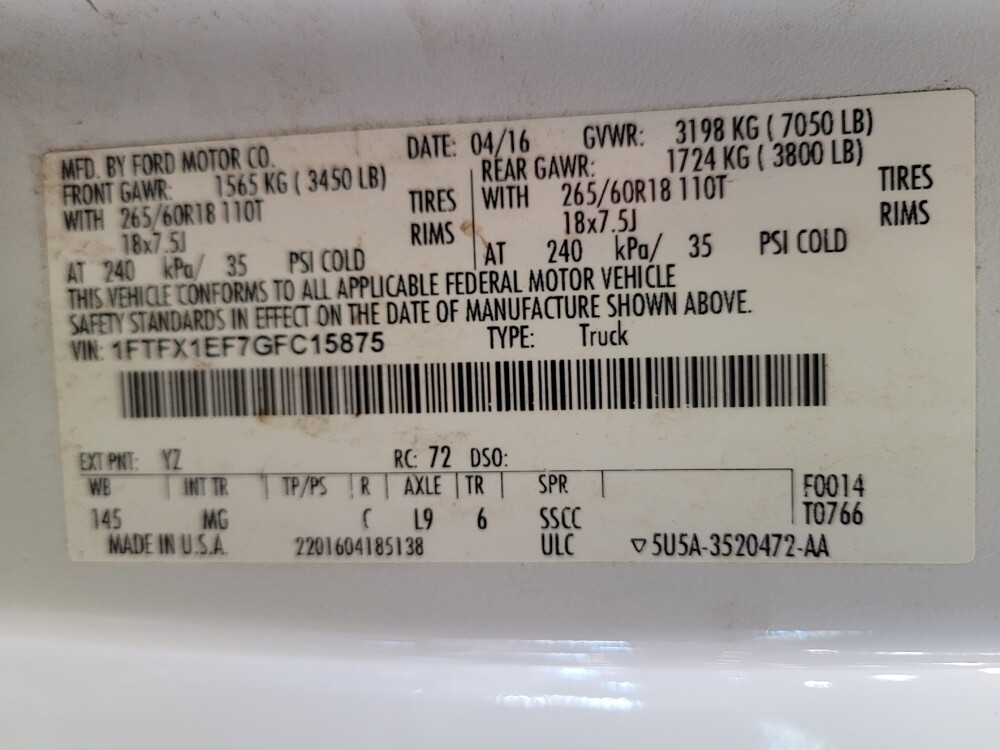 MFD. BY FORD MOTOR CO. DATE: 04/16 GVWR: 3198 KG ( 7050 LB)
FRONT GAWR: 1565 KG ( 3450 LB) REAR GAWR: 1724 KG ( 3800 LB)
WITH 265/60R18 110T TIRES WITH 265/60R18 110T TIRES
18x7.5J RIMS 18x7.5J RIMS
AT 240 kPa/ 35 PSI COLD AT 240 kPa/ 35 PSI COLD
THIS VEHICLE CONFORMS TO ALL APPLICABLE FEDERAL MOTOR VEHICLE
SAFETY STANDARDS IN EFFECT ON THE DATE OF MANUFACTURE SHOWN ABOVE.
VIN: 1FTFX1EF7GFC15875 TYPE: Truck
EXT PNT: YZ RC: 72 DSO:
WB INT TR TP/PS R AXLE TR SPR F0014
145 MG C L9 6 SSCC T0766
MADE IN U.S.A. 2201604185138 ULC ▽5U5A-3520472-AA